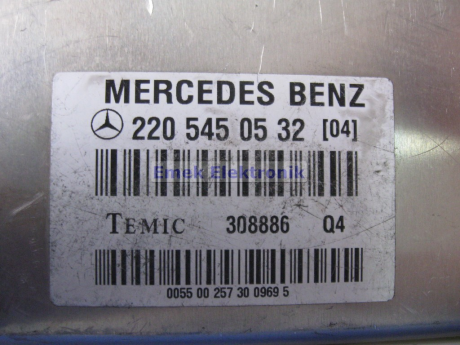 MERCEDES BENZ
220 545 05 32 [04]
Emek Elektronik
TEMIC 308886 Q4
0055 00 257 30 0969 5